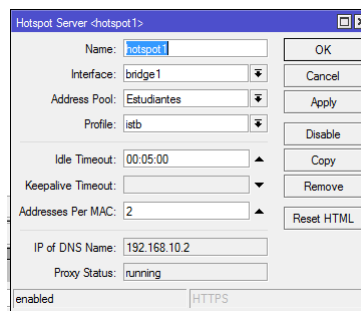 Hotspot Server <hotspot1>
Name: hotspot1
OK
Interface: bridge1
Cancel
Address Pool: Estudiantes
Apply
Profile: istb
Disable
Idle Timeout: 00:05:00
Copy
Keepalive Timeout:
Remove
Addresses Per MAC: 2
Reset HTML
IP of DNS Name: 192.168.10.2
Proxy Status: running
enabled
HTTPS